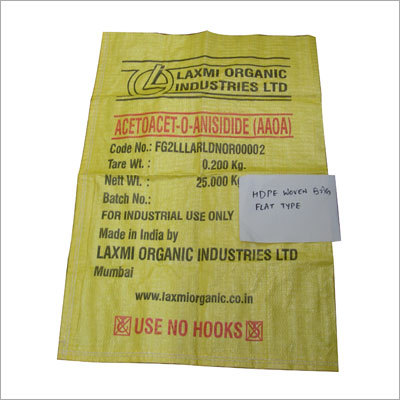 LAXMI ORGANIC
INDUSTRIES LTD
ACETOACET-O-ANISIDIDE (AAOA)
Code No.: FG2LLLARLDNOR00002
Tare Wt. : 0.200 Kg.
Nett Wt. : 25.000 Kg
Batch No.:
FOR INDUSTRIAL USE ONLY
HDPE WOVEN BAG
FLAT TYPE
Made in India by
LAXMI ORGANIC INDUSTRIES LTD
Mumbai
www.laxmiorganic.co.in
USE NO HOOKS